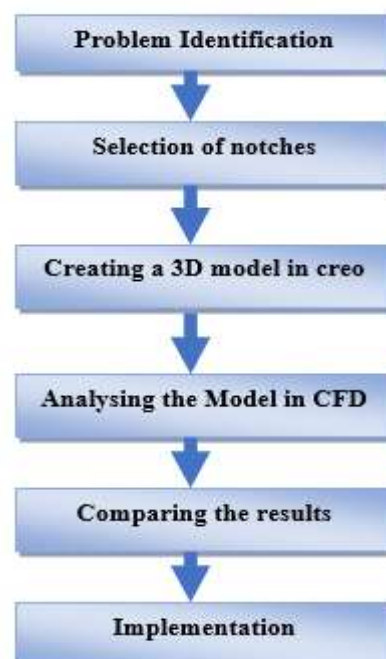 Problem Identification
Selection of notches
Creating a 3D model in creo
Analysing the Model in CFD
Comparing the results
Implementation